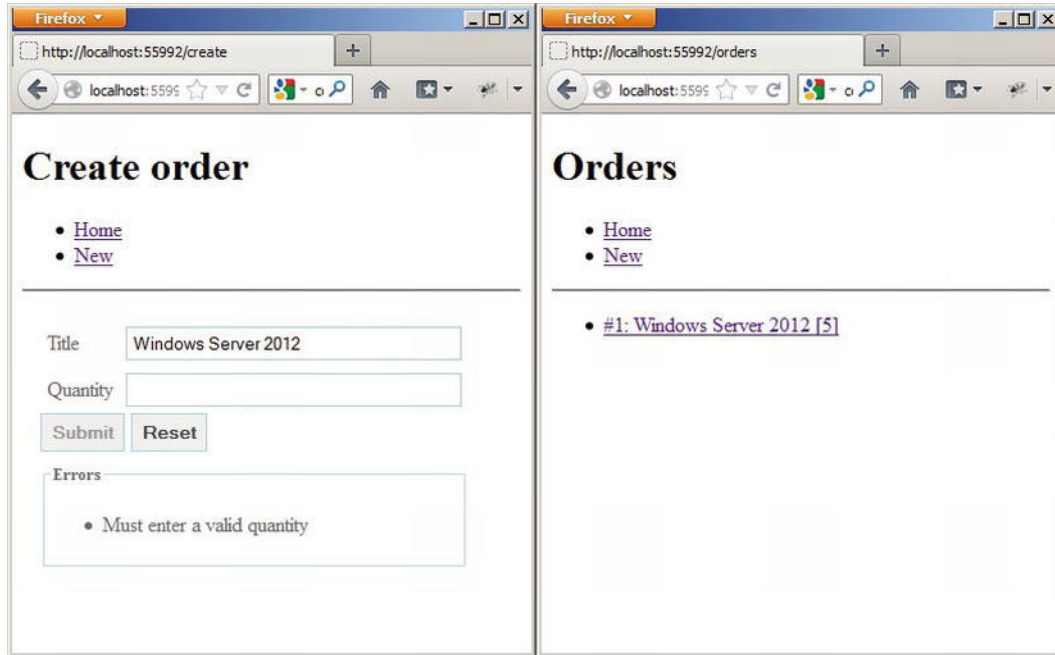 Firefox
http://localhost:55992/create
localhost:5599
Create order
Home
New
Title
Windows Server 2012
Quantity
Submit
Reset
Errors
Must enter a valid quantity
Firefox
http://localhost:55992/orders
localhost:5599
Orders
Home
New
#1: Windows Server 2012 [5]